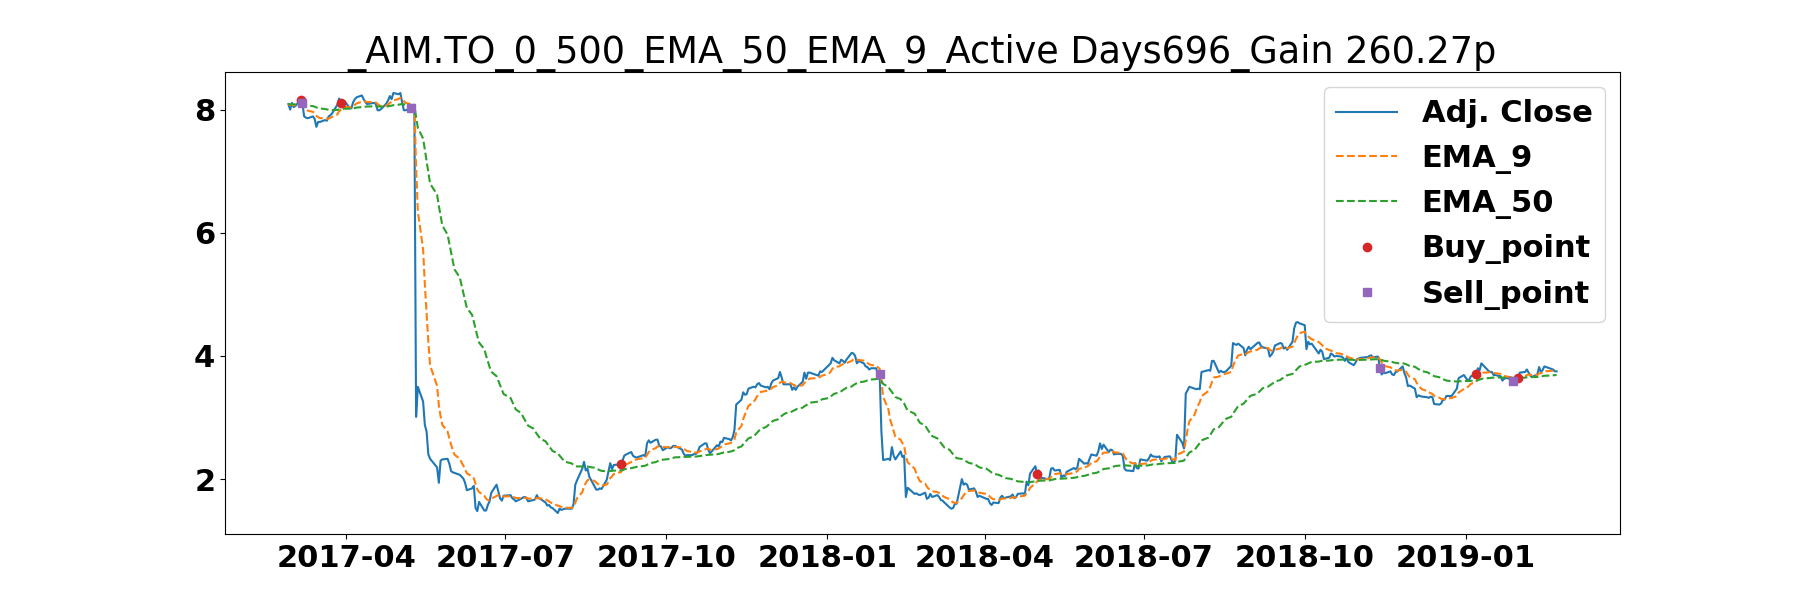 _AIM.TO_0_500_EMA_50_EMA_9_Active Days696_Gain 260.27p
8
6
4
2
Adj. Close
EMA_9
EMA_50
Buy_point
Sell_point
2017-04 2017-07 2017-10 2018-01 2018-04 2018-07 2018-10 2019-01